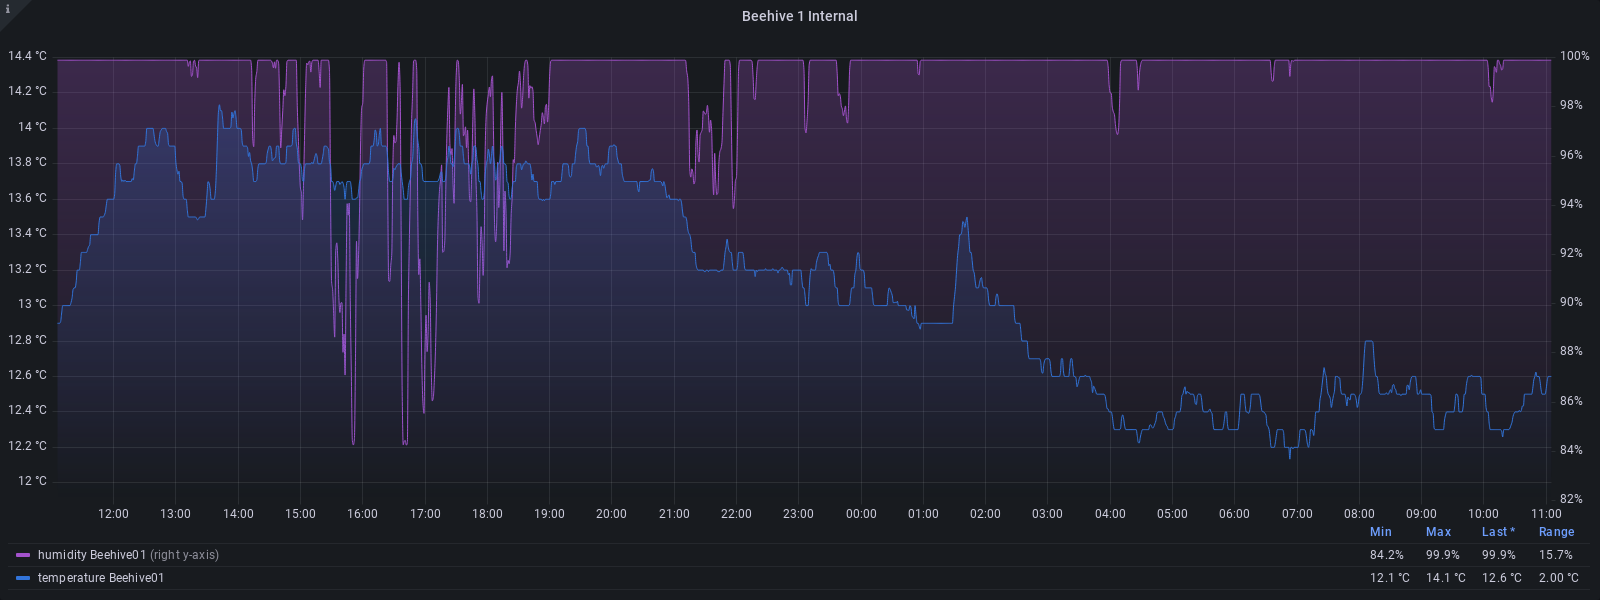 i
Beehive 1 Internal
14.4 °C 100%
14.2 °C 98%
14 °C 96%
13.8 °C 94%
13.6 °C 92%
13.4 °C 90%
13.2 °C 88%
13 °C 86%
12.8 °C 84%
12.6 °C 82%
12.4 °C
12.2 °C
12 °C
12:00 13:00 14:00 15:00 16:00 17:00 18:00 19:00 20:00 21:00 22:00 23:00 00:00 01:00 02:00 03:00 04:00 05:00 06:00 07:00 08:00 09:00 10:00 11:00
Min Max Last * Range
humidity Beehive01 (right y-axis) 84.2% 99.9% 99.9% 15.7%
temperature Beehive01 12.1 °C 14.1 °C 12.6 °C 2.00 °C